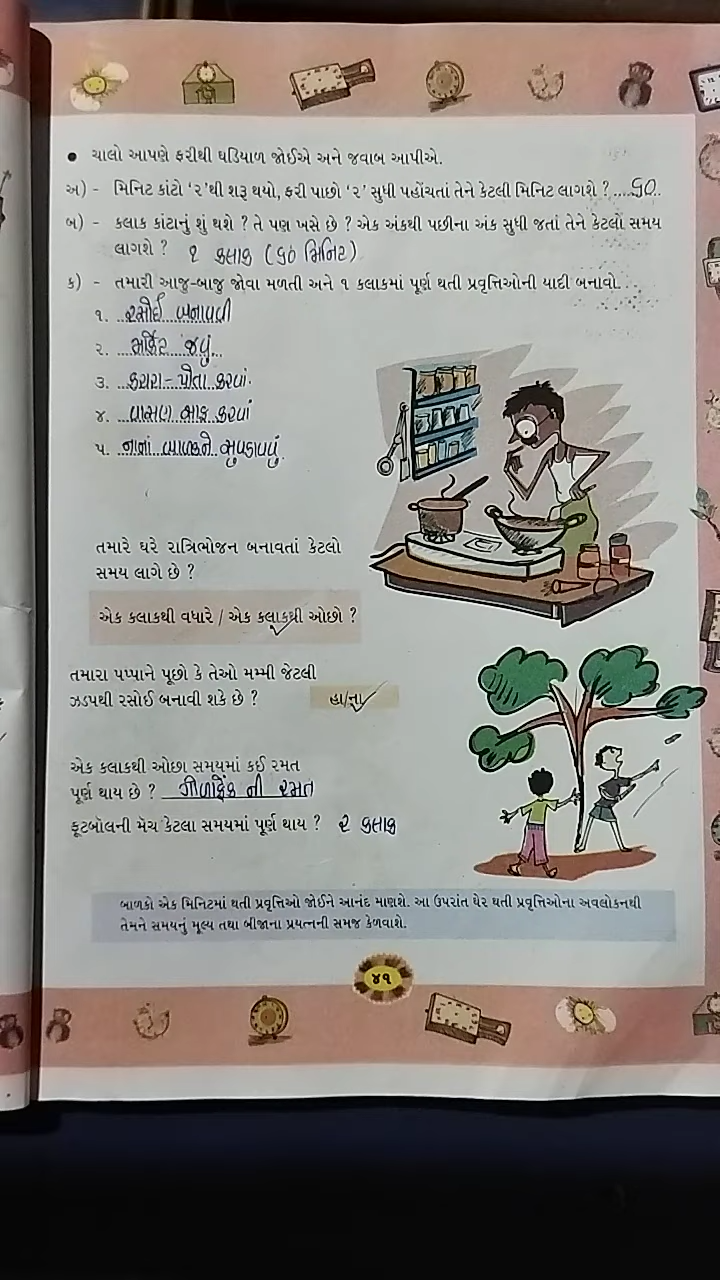 • ચાલો આપણે ફરીથી ઘડિયાળ જોઈએ અને જવાબ આપીએ.
અ) - મિનિટ કાંટો '૨'થી શરૂ થયો, ફરી પાછો '૨' સુધી પહોંચતાં તેને કેટલી મિનિટ લાગશે ? ....૬૦..
બ) - કલાક કાંટાનું શું થશે ? તે પણ ખસે છે ? એક અંકથી પછીના અંક સુધી જતાં તેને કેટલો સમય
લાગશે ? ૧ કલાક (૬૦ મિનિટ)
ક) - તમારી આજુ-બાજુ જોવા મળતી અને ૧ કલાકમાં પૂર્ણ થતી પ્રવૃત્તિઓની યાદી બનાવો.
૧. રસોઈ બનાવવી
૨. માર્કેટ જવું
૩. કચરા - પોતા કરવાં
૪. વાસણ સાફ કરવાં
૫. નાનાં બાળકને સુવડાવવું
તમારે ઘરે રાત્રિભોજન બનાવતાં કેટલો
સમય લાગે છે ?
એક કલાકથી વધારે / એક કલાકથી ઓછો ?
તમારા પપ્પાને પૂછો કે તેઓ મમ્મી જેટલી
ઝડપથી રસોઈ બનાવી શકે છે ? હા/ના
એક કલાકથી ઓછા સમયમાં કઈ રમત
પૂર્ણ થાય છે ? ગોળાફેંક ની રમત
ફૂટબૉલની મૅચ કેટલા સમયમાં પૂર્ણ થાય ? ૨ કલાક
બાળકો એક મિનિટમાં થતી પ્રવૃત્તિઓ જોઈને આનંદ માણશે. આ ઉપરાંત ઘેર થતી પ્રવૃત્તિઓના અવલોકનથી
તેમને સમયનું મૂલ્ય તથા બીજાના પ્રયત્નની સમજ કેળવાશે.
૪૧